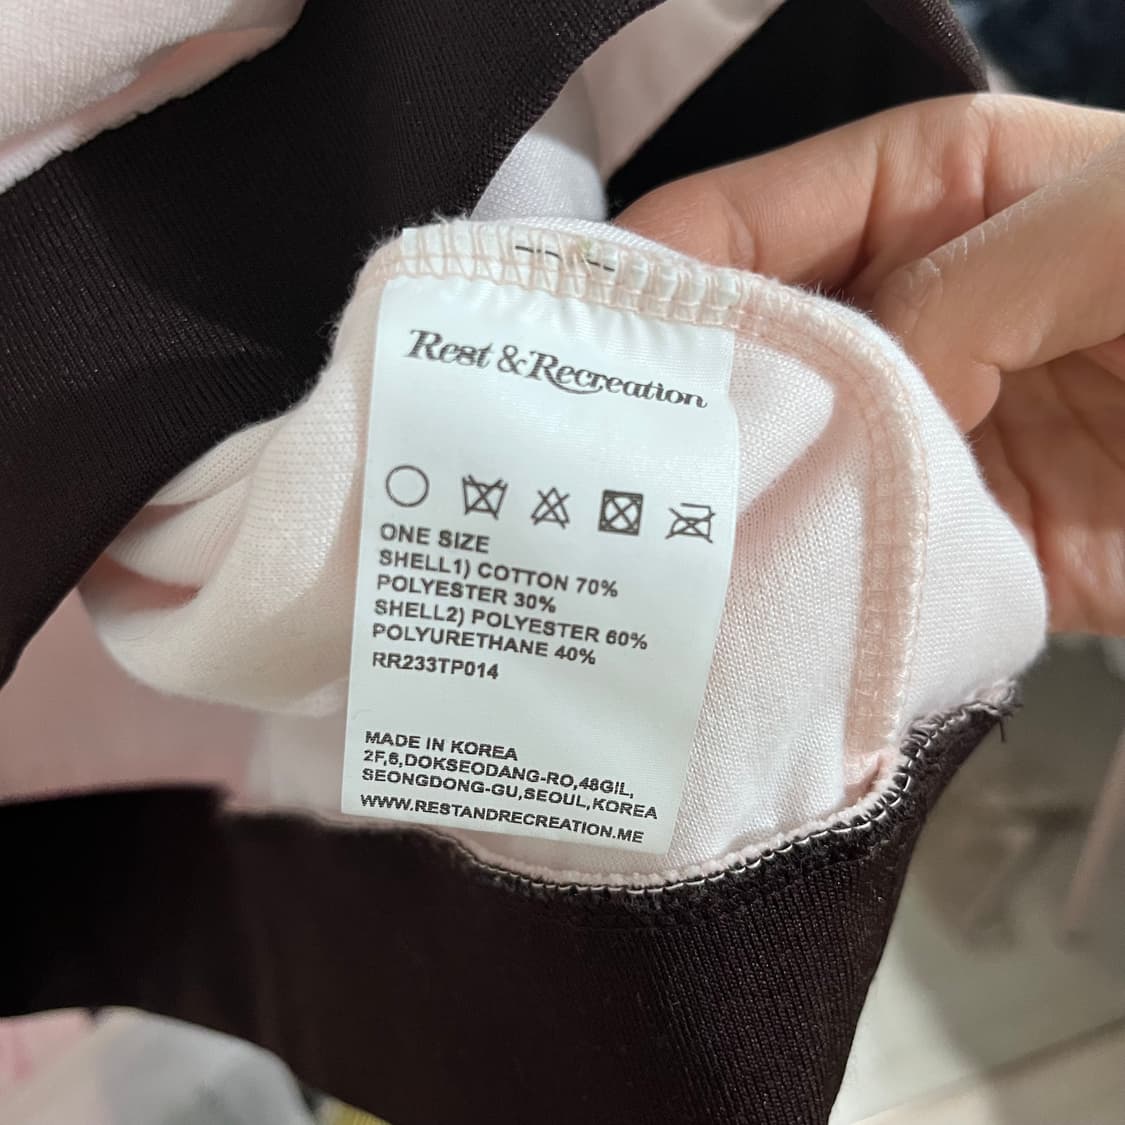 Rest & Recreation
ONE SIZE
SHELL1) COTTON 70%
POLYESTER 30%
SHELL2) POLYESTER 60%
POLYURETHANE 40%
RR233TP014
MADE IN KOREA
2F,6,DOKSEODANG-RO,48GIL,
SEONGDONG-GU,SEOUL,KOREA
WWW.RESTANDRECREATION.ME